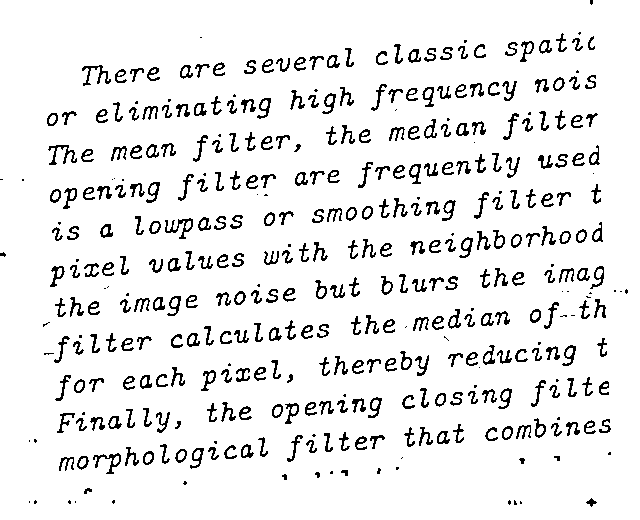 There are several classic spatic
or eliminating high frequency nois
The mean filter, the median filter
opening filter are frequently used
is a lowpass or smoothing filter t
pixel values with the neighborhood
the image noise but blurs the imag
filter calculates the median of th
for each pixel, thereby reducing t
Finally, the opening closing filte
morphological filter that combines